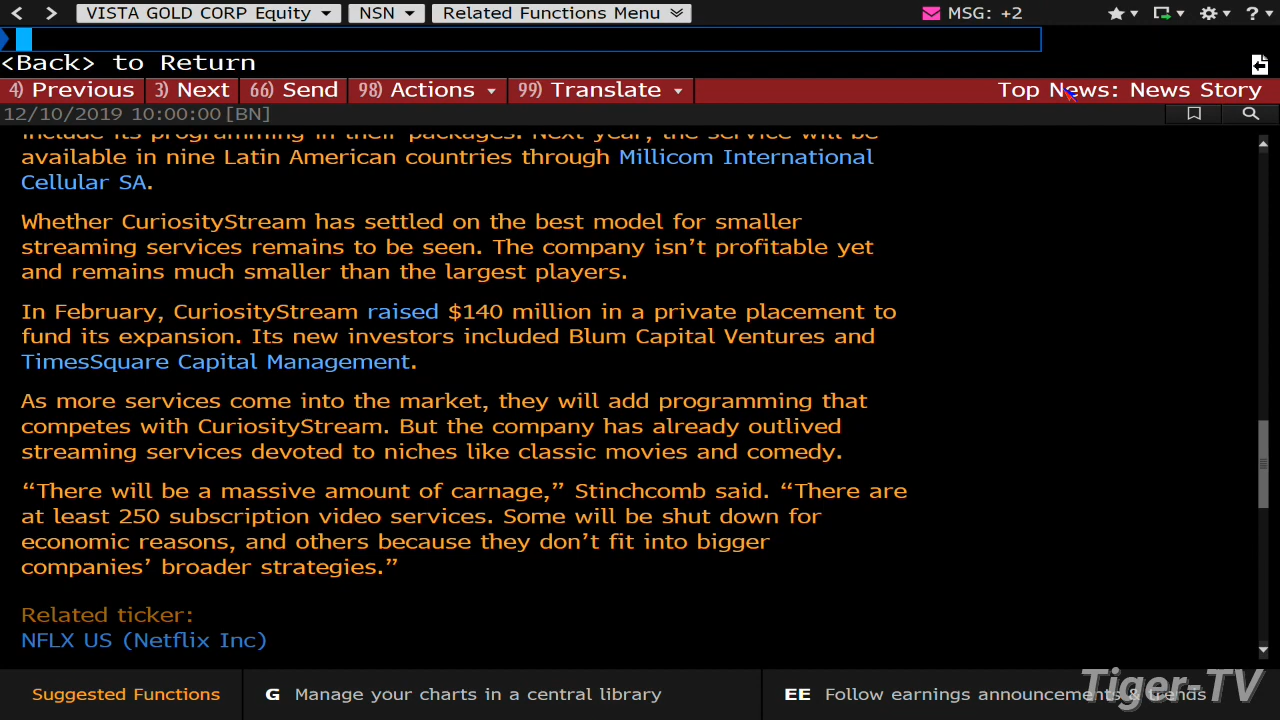 VISTA GOLD CORP Equity NSN Related Functions Menu MSG: +2 ?
<Back> to Return
4) Previous 3) Next 66) Send 98) Actions 99) Translate Top News: News Story
12/10/2019 10:00:00 [BN]
include its programming in their packages. Next year, the service will be
available in nine Latin American countries through Millicom International
Cellular SA.
Whether CuriosityStream has settled on the best model for smaller
streaming services remains to be seen. The company isn’t profitable yet
and remains much smaller than the largest players.
In February, CuriosityStream raised $140 million in a private placement to
fund its expansion. Its new investors included Blum Capital Ventures and
TimesSquare Capital Management.
As more services come into the market, they will add programming that
competes with CuriosityStream. But the company has already outlived
streaming services devoted to niches like classic movies and comedy.
“There will be a massive amount of carnage,” Stinchcomb said. “There are
at least 250 subscription video services. Some will be shut down for
economic reasons, and others because they don’t fit into bigger
companies’ broader strategies.”
Related ticker:
NFLX US (Netflix Inc)
Suggested Functions G Manage your charts in a central library EE Follow earnings announcements & trends
Tiger-TV